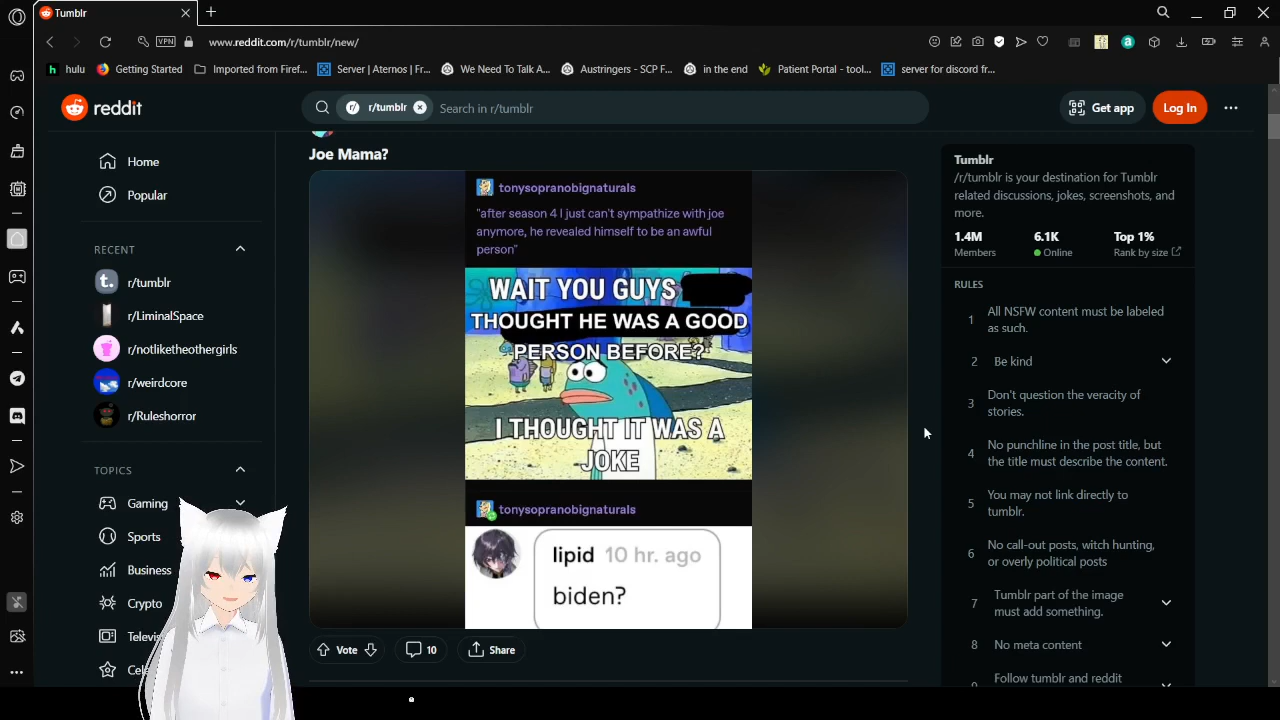 Tumblr
VPN
www.reddit.com/r/tumblr/new/
hulu
Getting Started
Imported from Firef...
Server | Aternos | Fr...
We Need To Talk A...
Austringers - SCP F...
in the end
Patient Portal - tool...
server for discord fr...
reddit
r/tumblr
Search in r/tumblr
Get app
Log In
Home
Popular
RECENT
r/tumblr
r/LiminalSpace
r/notliketheothergirls
r/weirdcore
r/Ruleshorror
TOPICS
Gaming
Sports
Business
Crypto
Televis
Cel
Joe Mama?
tonysopranobignaturals
"after season 4 I just can't sympathize with joe
anymore, he revealed himself to be an awful
person"
WAIT YOU GUYS
THOUGHT HE WAS A GOOD
PERSON BEFORE?
I THOUGHT IT WAS A
JOKE
tonysopranobignaturals
lipid 10 hr. ago
biden?
Vote
10
Share
Tumblr
/r/tumblr is your destination for Tumblr
related discussions, jokes, screenshots, and
more.
1.4M
Members
6.1K
Online
Top 1%
Rank by size
RULES
1 All NSFW content must be labeled
as such.
2 Be kind
3 Don't question the veracity of
stories.
4 No punchline in the post title, but
the title must describe the content.
5 You may not link directly to
tumblr.
6 No call-out posts, witch hunting,
or overly political posts
7 Tumblr part of the image
must add something.
8 No meta content
Follow tumblr and reddit